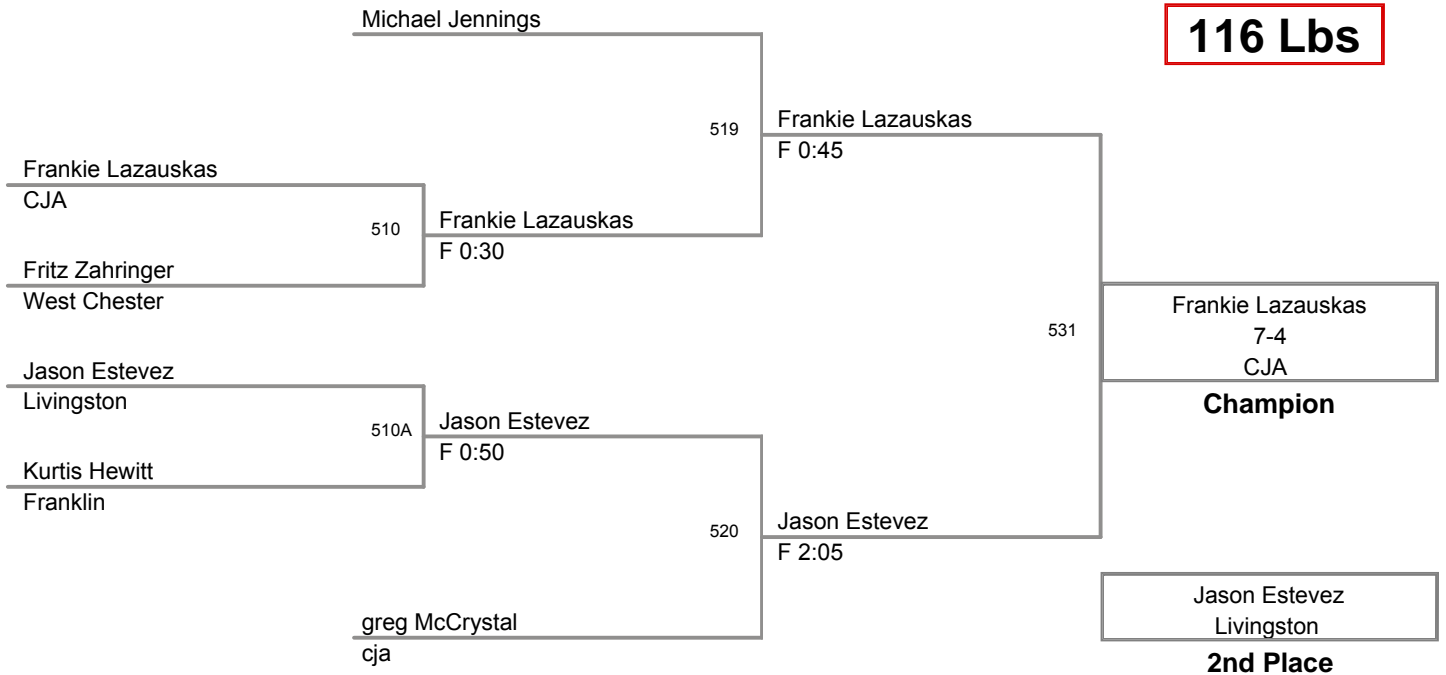 Michael Jennings
116 Lbs
519
Frankie Lazauskas
F 0:45
Frankie Lazauskas
CJA
510
Frankie Lazauskas
F 0:30
Fritz Zahringer
West Chester
Frankie Lazauskas
7-4
CJA
Champion
531
Jason Estevez
Livingston
510A
Jason Estevez
F 0:50
Kurtis Hewitt
Franklin
520
Jason Estevez
F 2:05
greg McCrystal
cja
Jason Estevez
Livingston
2nd Place